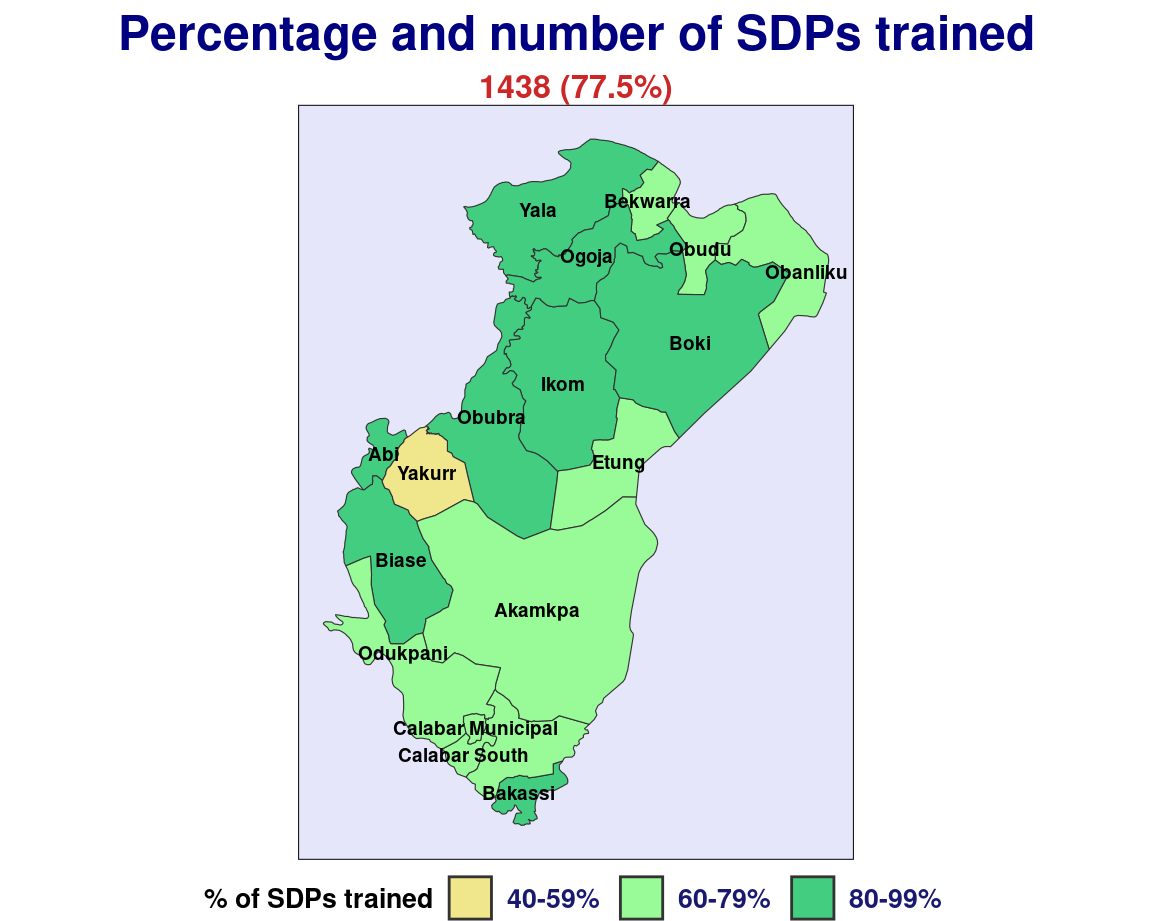 Percentage and number of SDPs trained
1438 (77.5%)
Bekwarra
Yala
Obudu
Ogoja
Obanliku
Boki
Ikom
Obubra
Abi
Etung
Yakurr
Biase
Akamkpa
Odukpani
Calabar Municipal
Calabar South
Bakassi
% of SDPs trained 40-59% 60-79% 80-99%